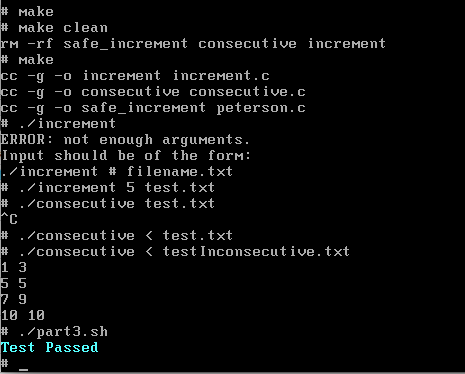 # make
# make clean
rm -rf safe_increment consecutive increment
# make
cc -g -o increment increment.c
cc -g -o consecutive consecutive.c
cc -g -o safe_increment peterson.c
# ./increment
ERROR: not enough arguments.
Input should be of the form:
./increment # filename.txt
# ./increment 5 test.txt
# ./consecutive test.txt
^C
# ./consecutive < test.txt
# ./consecutive < testInconsecutive.txt
1 3
5 5
7 9
10 10
# ./part3.sh
Test Passed
# _